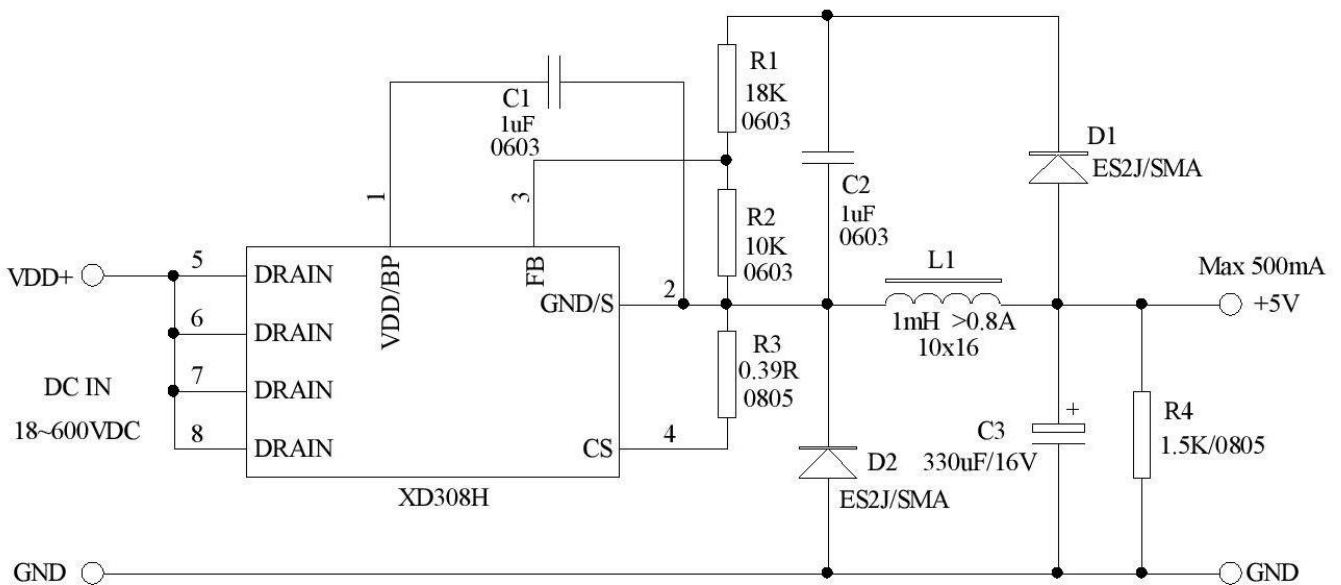 R1
18K
0603
C1
1uF
0603
D1
ES2J/SMA
C2
1uF
0603
1
3
R2
10K
0603
VDD+
5
DRAIN
VDD/BP
FB
GND/S
2
L1
1mH >0.8A
10x16
Max 500mA
+5V
6
DRAIN
R3
0.39R
0805
DC IN
18~600VDC
7
DRAIN
8
DRAIN
CS
4
D2
ES2J/SMA
C3
+
330uF/16V
R4
1.5K/0805
XD308H
GND
GND